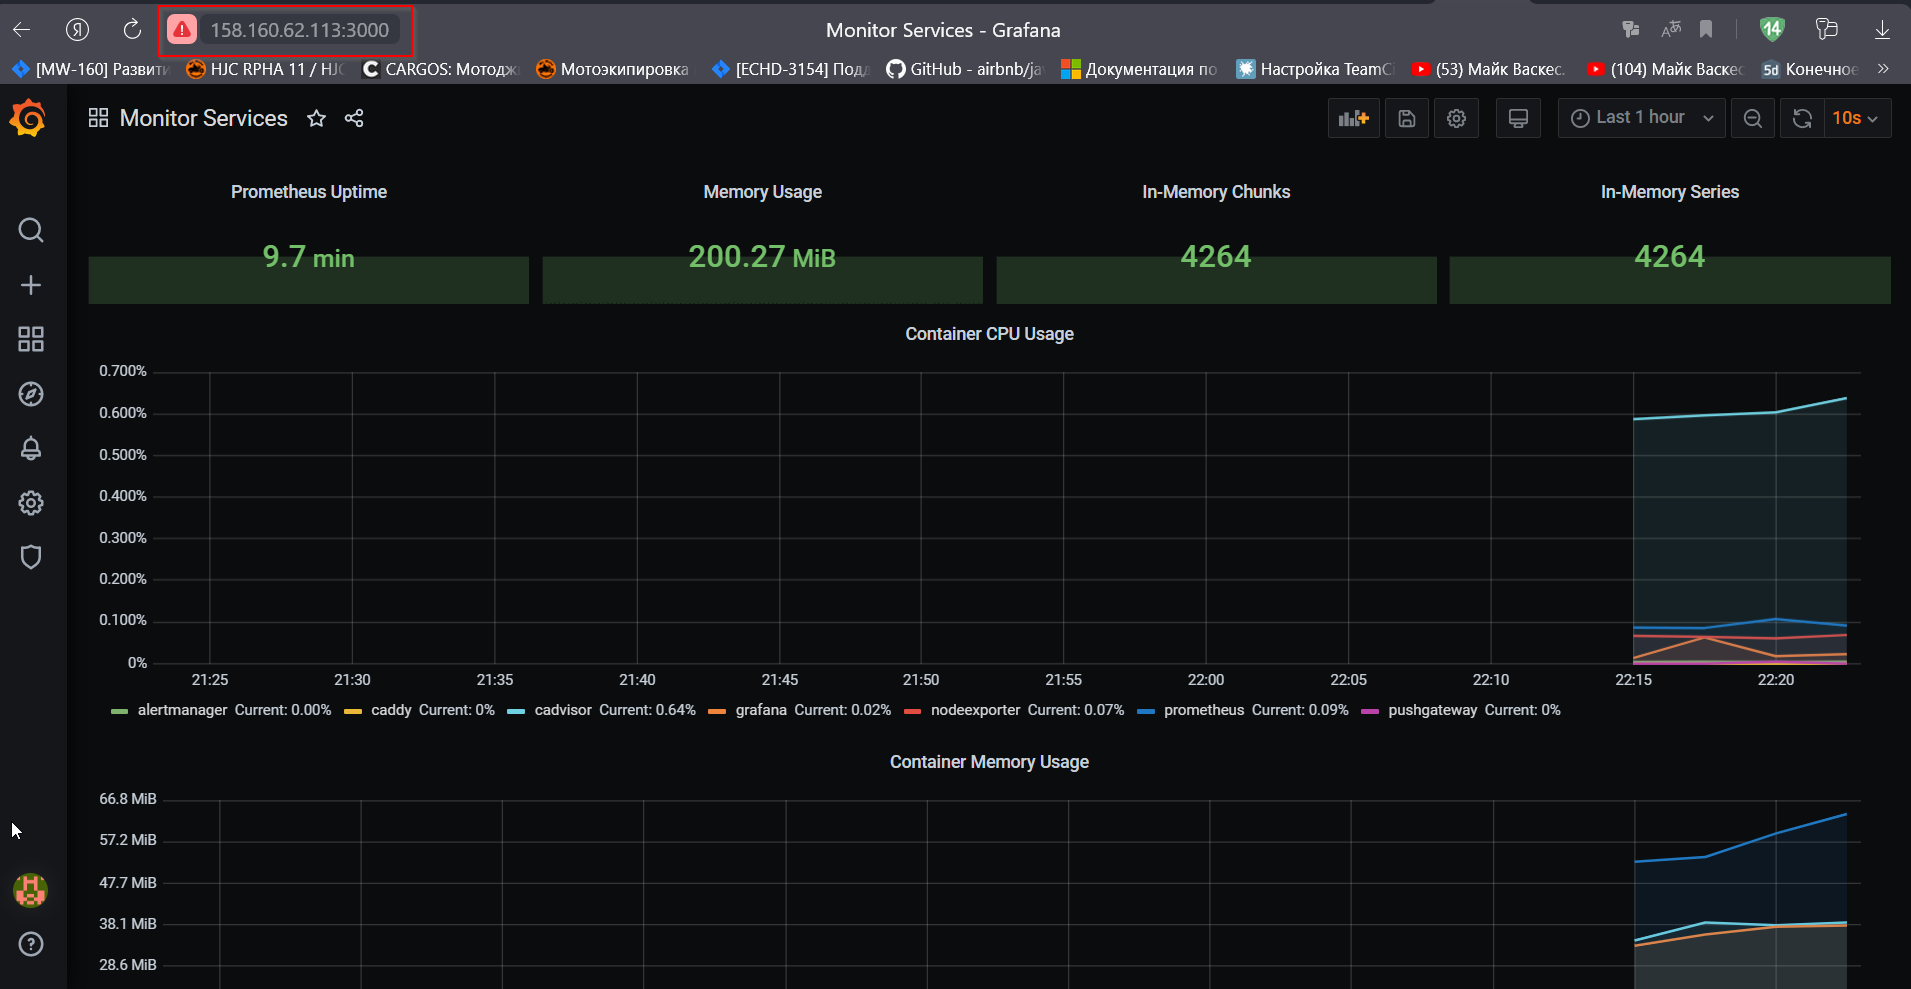 158.160.62.113:3000 Monitor Services - Grafana 14
[MW-160] Развити HJC RPHA 11 / HJC CARGOS: Мотодж Мотоэкипировка [ECHD-3154] Под GitHub - airbnb/ja Документация по Настройка TeamCi (53) Майк Васкес. (104) Майк Васкес 5d Конечное »
Monitor Services Last 1 hour 10s
Prometheus Uptime Memory Usage In-Memory Chunks In-Memory Series
9.7 min 200.27 MiB 4264 4264
Container CPU Usage
0.700%
0.600%
0.500%
0.400%
0.300%
0.200%
0.100%
0%
21:25 21:30 21:35 21:40 21:45 21:50 21:55 22:00 22:05 22:10 22:15 22:20
alertmanager Current: 0.00% caddy Current: 0% cadvisor Current: 0.64% grafana Current: 0.02% nodeexporter Current: 0.07% prometheus Current: 0.09% pushgateway Current: 0%
Container Memory Usage
66.8 MiB
57.2 MiB
47.7 MiB
38.1 MiB
28.6 MiB